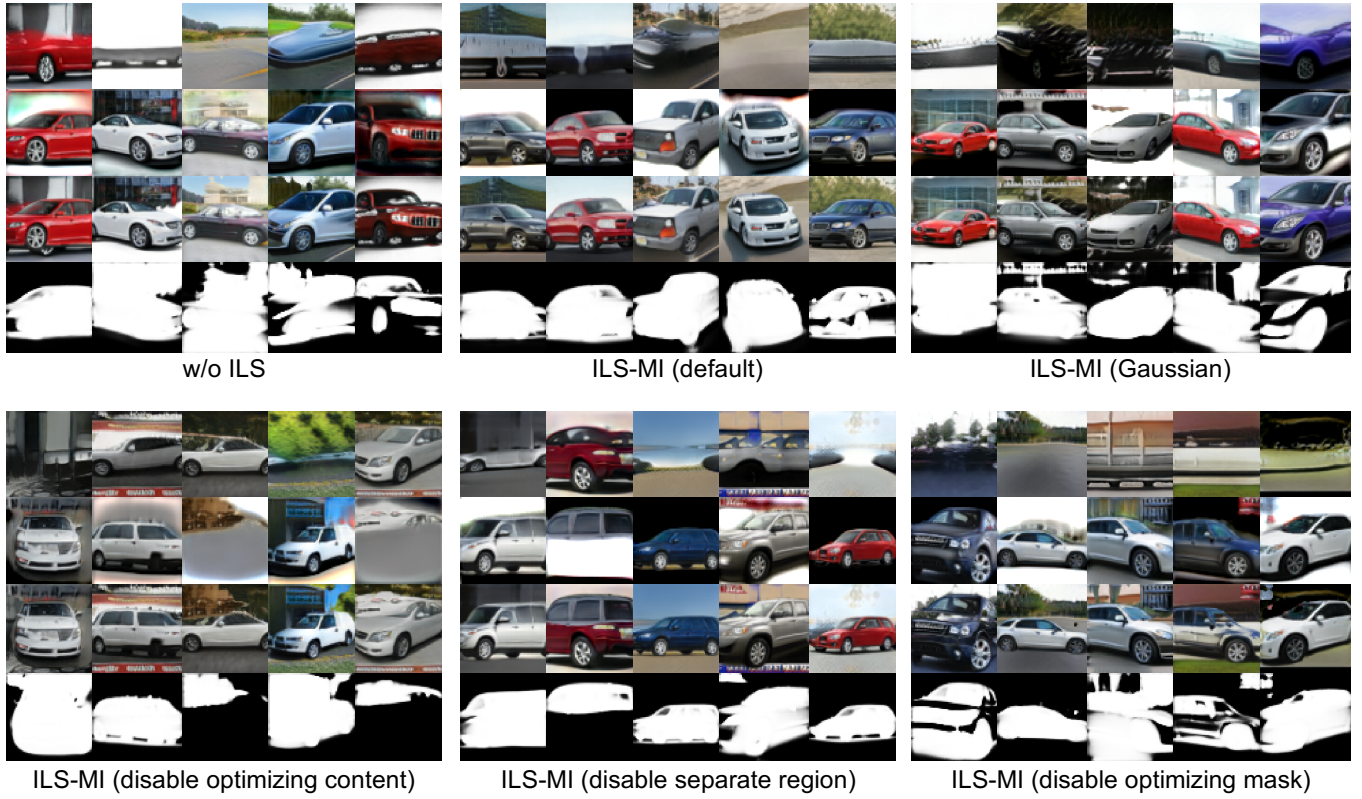 w/o ILS
ILS-MI (default)
ILS-MI (Gaussian)
ILS-MI (disable optimizing content)
ILS-MI (disable separate region)
ILS-MI (disable optimizing mask)